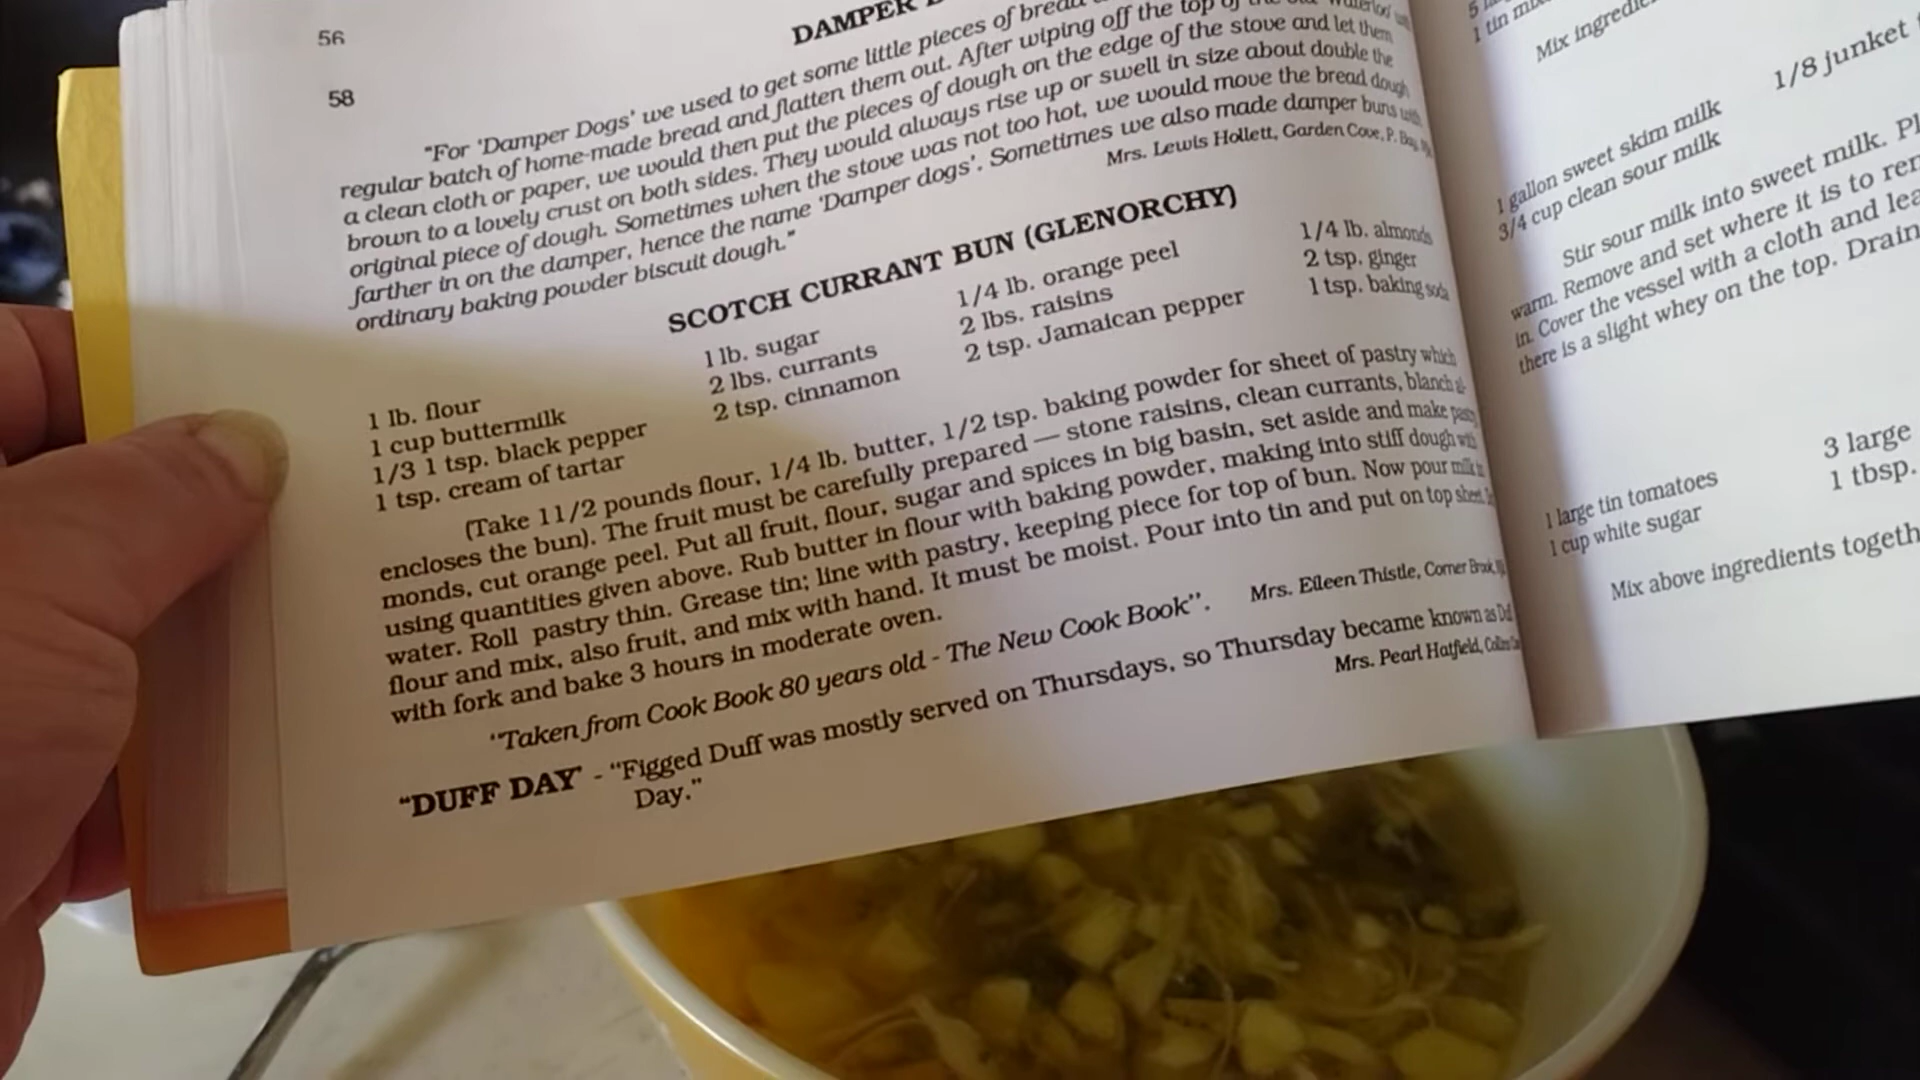 56
58
DAMPER
"For 'Damper Dogs' we used to get some little pieces of bread
regular batch of home-made bread and flatten them out. After wiping off the top of the old 'Waterloo'
a clean cloth or paper, we would then put the pieces of dough on the edge of the stove and let them
brown to a lovely crust on both sides. They would always rise up or swell in size about double the
original piece of dough. Sometimes when the stove was not too hot, we would move the bread dough
farther in on the damper, hence the name 'Damper dogs'. Sometimes we also made damper buns with
ordinary baking powder biscuit dough."
Mrs. Lewis Hollett, Garden Cove, P. Bay,
SCOTCH CURRANT BUN (GLENORCHY)
1 lb. flour 1 lb. sugar 1/4 lb. orange peel 1/4 lb. almonds
1 cup buttermilk 2 lbs. currants 2 lbs. raisins 2 tsp. ginger
1/3 1 tsp. black pepper 2 tsp. cinnamon 2 tsp. Jamaican pepper 1 tsp. baking soda
1 tsp. cream of tartar
(Take 11/2 pounds flour, 1/4 lb. butter, 1/2 tsp. baking powder for sheet of pastry which
encloses the bun). The fruit must be carefully prepared — stone raisins, clean currants, blanch al-
monds, cut orange peel. Put all fruit, flour, sugar and spices in big basin, set aside and make pastry
using quantities given above. Rub butter in flour with baking powder, making into stiff dough with
water. Roll pastry thin. Grease tin; line with pastry, keeping piece for top of bun. Now pour milk in
flour and mix, also fruit, and mix with hand. It must be moist. Pour into tin and put on top sheet.
with fork and bake 3 hours in moderate oven.
"Taken from Cook Book 80 years old - The New Cook Book".
Mrs. Eileen Thistle, Corner Brook,
"DUFF DAY' - "Figged Duff was mostly served on Thursdays, so Thursday became known as Duff
Day."
Mrs. Pearl Hatfield,
1 tin
Mix
1/8 junket
1 gallon sweet skim milk
3/4 cup clean sour milk
Stir sour milk into sweet milk.
warm. Remove and set where it is to
in. Cover the vessel with a cloth and
there is a slight whey on the top. Drain
1 large tin tomatoes 3 large
1 cup white sugar 1 tbsp.
Mix above ingredients